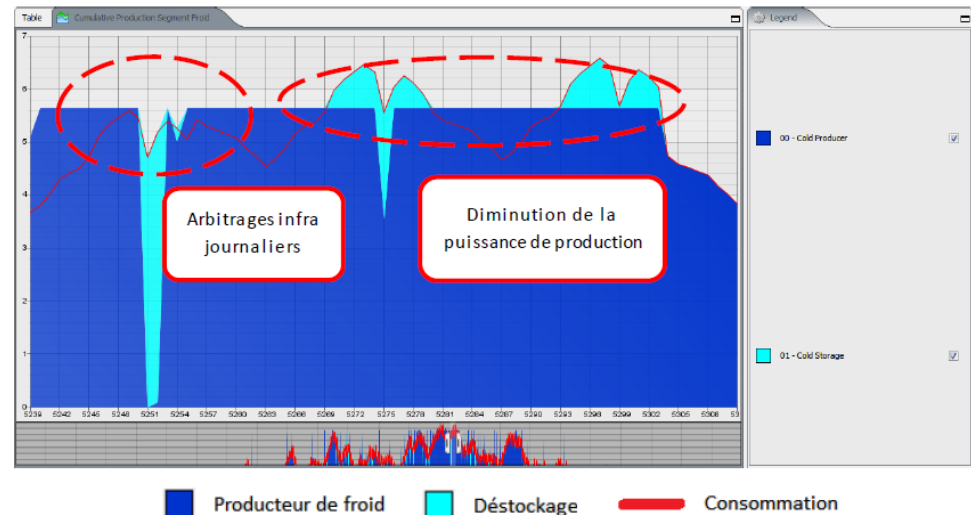 Table Cumulative Production Segment Froid
Legend
7
6
5
4
3
2
1
0
Arbitrages infra
journaliers
Diminution de la
puissance de production
00 - Cold Producer
01 - Cold Storage
5239 5242 5245 5248 5251 5254 5257 5260 5263 5266 5269 5272 5275 5278 5281 5284 5287 5290 5293 5296 5299 5302 5305 5308 53
Producteur de froid Déstockage Consommation